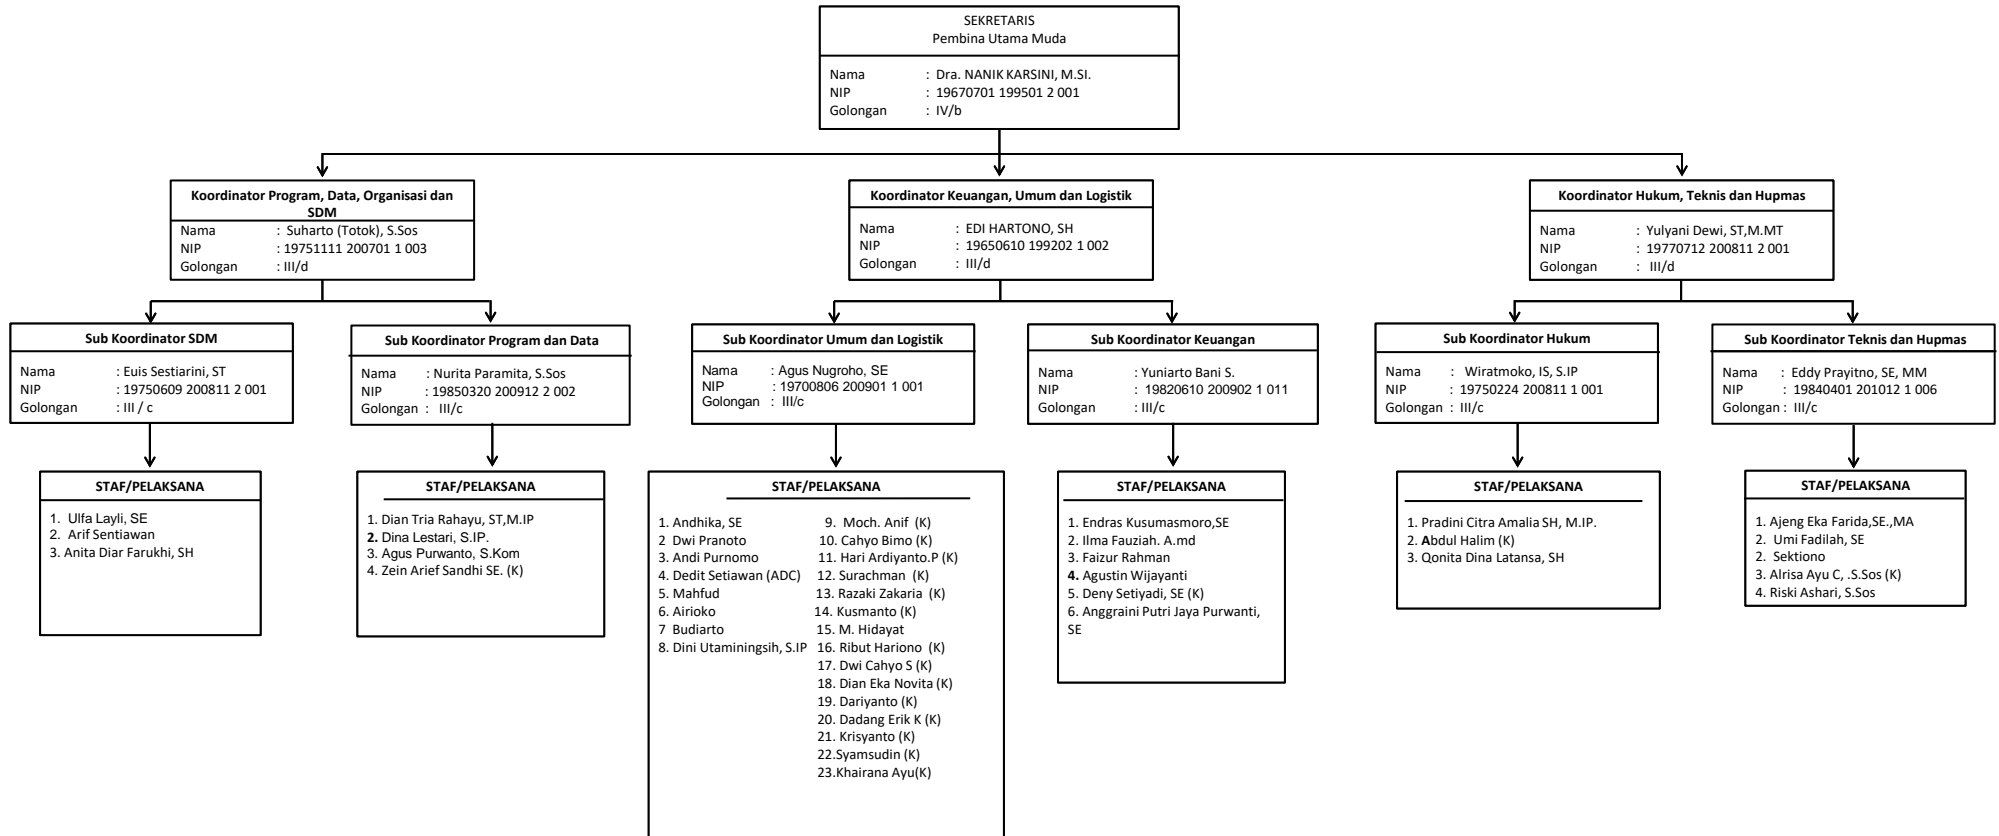 SEKRETARIS
Pembina Utama Muda
Nama : Dra. NANIK KARSINI, M.SI.
NIP : 19670701 199501 2 001
Golongan : IV/b
Koordinator Program, Data, Organisasi dan
SDM
Nama : Suharto (Totok), S.Sos
NIP : 19751111 200701 1 003
Golongan : III/d
Koordinator Keuangan, Umum dan Logistik
Nama : EDI HARTONO, SH
NIP : 19650610 199202 1 002
Golongan : III/d
Koordinator Hukum, Teknis dan Hupmas
Nama : Yulyani Dewi, ST,M.MT
NIP : 19770712 200811 2 001
Golongan : III/d
Sub Koordinator SDM
Nama : Euis Sestiarini, ST
NIP : 19750609 200811 2 001
Golongan : III / c
Sub Koordinator Program dan Data
Nama : Nurita Paramita, S.Sos
NIP : 19850320 200912 2 002
Golongan : III/c
Sub Koordinator Umum dan Logistik
Nama : Agus Nugroho, SE
NIP : 19700806 200901 1 001
Golongan : III/c
Sub Koordinator Keuangan
Nama : Yuniarto Bani S.
NIP : 19820610 200902 1 011
Golongan : III/c
Sub Koordinator Hukum
Nama : Wiratmoko, IS, S.IP
NIP : 19750224 200811 1 001
Golongan : III/c
Sub Koordinator Teknis dan Hupmas
Nama : Eddy Prayitno, SE, MM
NIP : 19840401 201012 1 006
Golongan : III/c
STAF/PELAKSANA
1. Ulfa Layli, SE
2. Arif Sentiawan
3. Anita Diar Farukhi, SH
STAF/PELAKSANA
1. Dian Tria Rahayu, ST,M.IP
2. Dina Lestari, S.IP.
3. Agus Purwanto, S.Kom
4. Zein Arief Sandhi SE. (K)
STAF/PELAKSANA
1. Andhika, SE
2 Dwi Pranoto
3. Andi Purnomo
4. Dedit Setiawan (ADC)
5. Mahfud
6. Airioko
7 Budiarto
8. Dini Utaminingsih, S.IP
9. Moch. Anif (K)
10. Cahyo Bimo (K)
11. Hari Ardiyanto.P (K)
12. Surachman (K)
13. Razaki Zakaria (K)
14. Kusmanto (K)
15. M. Hidayat
16. Ribut Hariono (K)
17. Dwi Cahyo S (K)
18. Dian Eka Novita (K)
19. Dariyanto (K)
20. Dadang Erik K (K)
21. Krisyanto (K)
22.Syamsudin (K)
23.Khairana Ayu(K)
STAF/PELAKSANA
1. Endras Kusumasmoro,SE
2. Ilma Fauziah. A.md
3. Faizur Rahman
4. Agustin Wijayanti
5. Deny Setiyadi, SE (K)
6. Anggraini Putri Jaya Purwanti,
SE
STAF/PELAKSANA
1. Pradini Citra Amalia SH, M.IP.
2. Abdul Halim (K)
3. Qonita Dina Latansa, SH
STAF/PELAKSANA
1. Ajeng Eka Farida,SE.,MA
2. Umi Fadilah, SE
2. Sektiono
3. Alrisa Ayu C, .S.Sos (K)
4. Riski Ashari, S.Sos